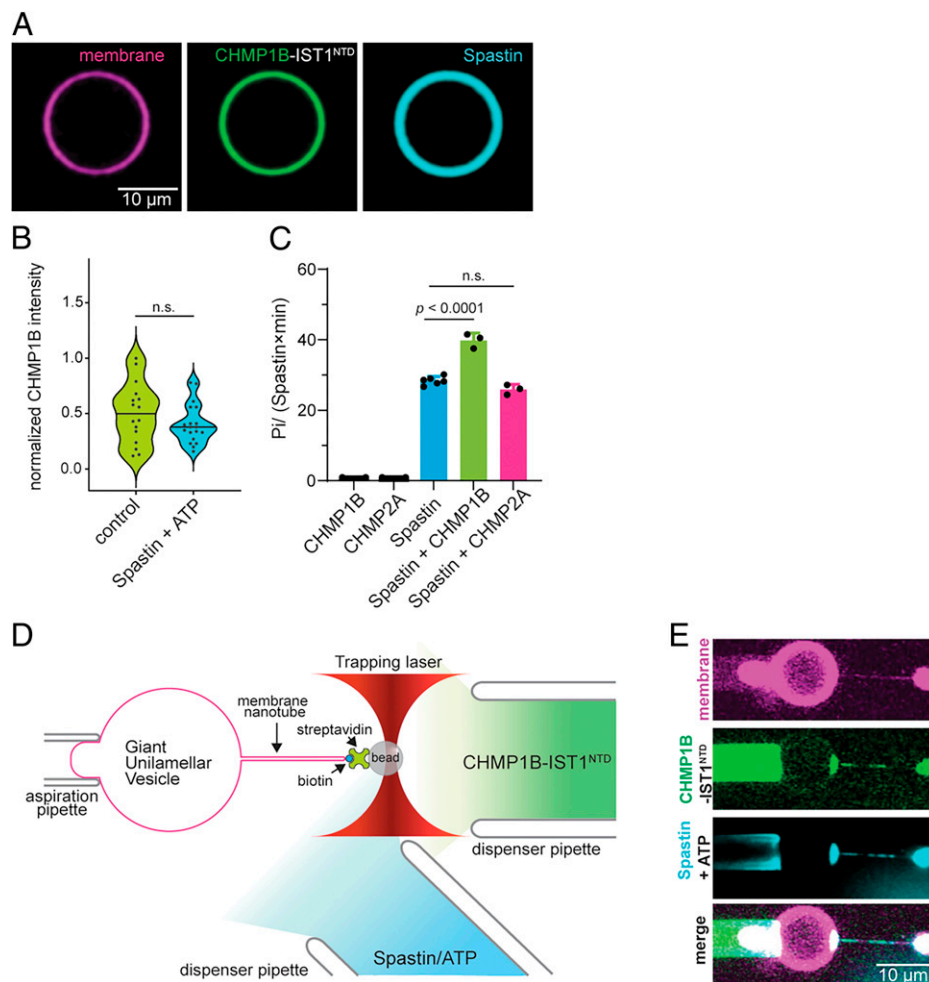 A
membrane
CHMP1B-IST1ᴺᵀᴰ
Spastin
10 µm
B
normalized CHMP1B intensity
1.5
1.0
0.5
0.0
n.s.
control
Spastin + ATP
C
Pi/ (Spastin×min)
60
40
20
0
n.s.
p < 0.0001
CHMP1B
CHMP2A
Spastin
Spastin + CHMP1B
Spastin + CHMP2A
D
Trapping laser
membrane
nanotube
streptavidin
Giant
Unilamellar
Vesicle
bead
biotin
CHMP1B-IST1ᴺᵀᴰ
aspiration
pipette
dispenser pipette
Spastin/ATP
dispenser pipette
E
membrane
CHMP1B
-IST1ᴺᵀᴰ
Spastin
+ ATP
merge
10 µm